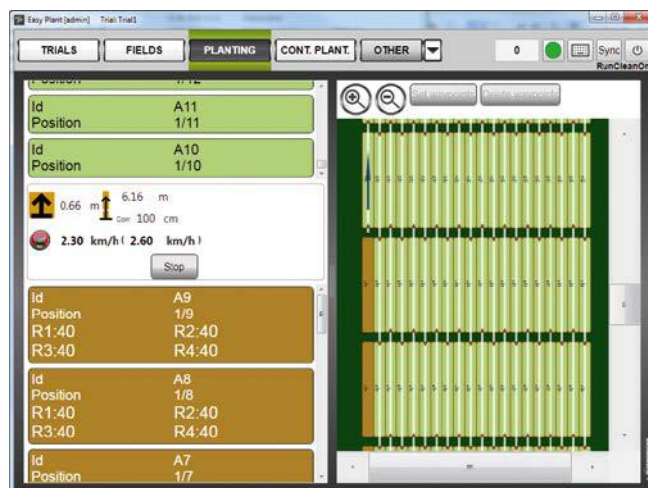 Easy Plant [admin] Trial: Trial1
TRIALS FIELDS PLANTING CONT. PLANT. OTHER 0 Sync
RunCleanOn
1/12
Id A11
Position 1/11
Id A10
Position 1/10
0.66 m 6.16 m
Corr 100 cm
2.30 km/h ( 2.60 km/h )
Stop
Id A9
Position 1/9
R1:40 R2:40
R3:40 R4:40
Id A8
Position 1/8
R1:40 R2:40
R3:40 R4:40
Id A7
Position 1/7